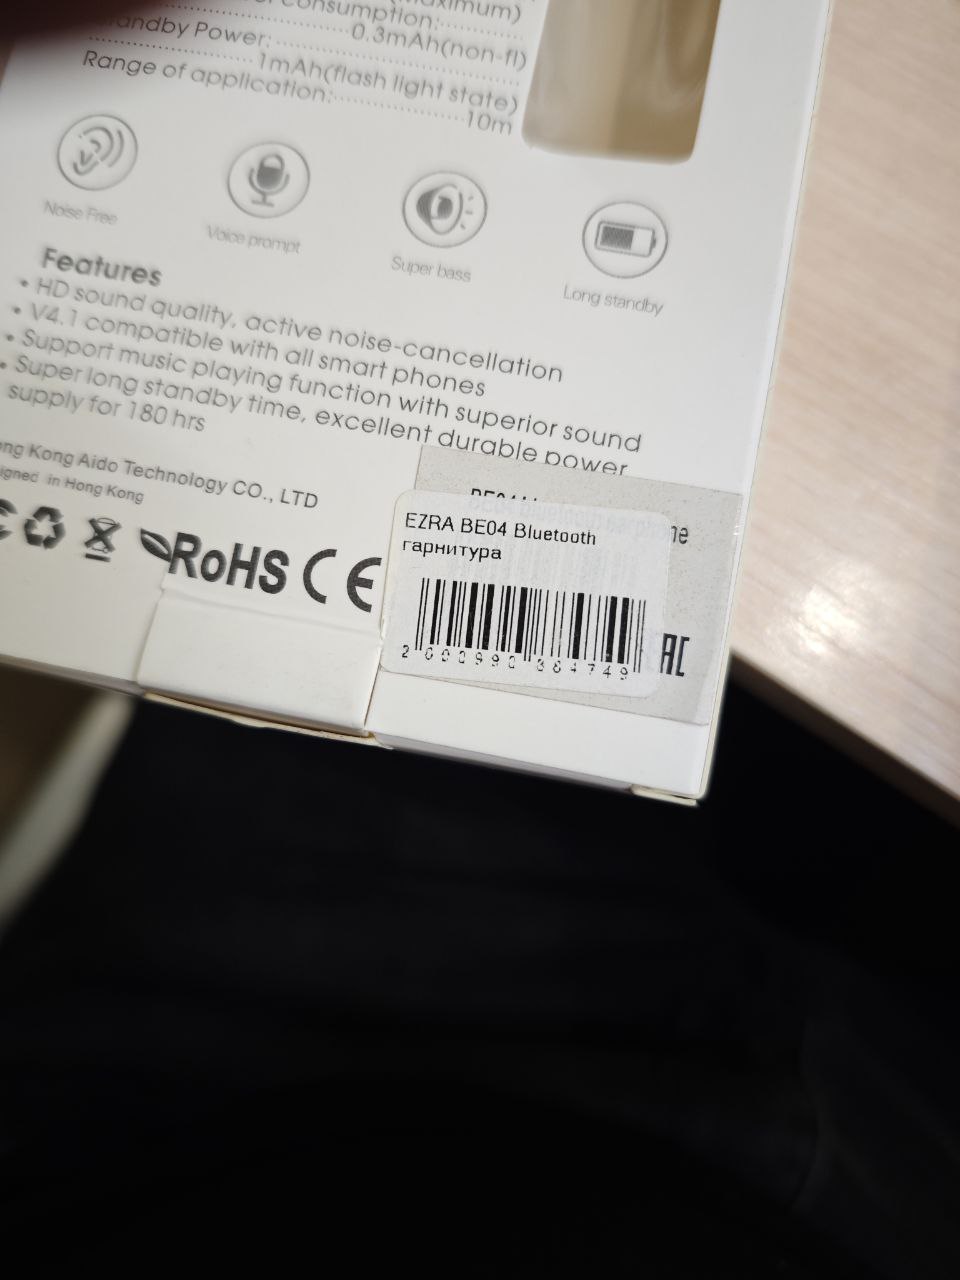 Consumption:
0.3mAh(non-fl)
Standby Power:
1mAh(flash light state)
Range of application:
10m
Noise Free
Voice prompt
Super bass
Long standby
Features
• HD sound quality, active noise-cancellation
• V4.1 compatible with all smart phones
• Support music playing function with superior sound
• Super long standby time, excellent durable power
supply for 180 hrs
Kong Aido Technology CO., LTD
in Hong Kong
RoHS CE
EZRA BE04 Bluetooth
гарнитура
EAC